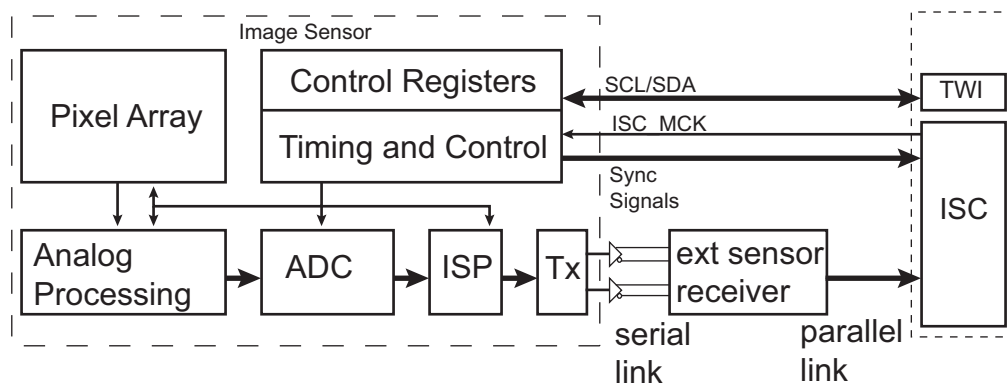 Image Sensor
Pixel Array
Control Registers
Timing and Control
SCL/SDA
TWI
ISC_MCK
Sync
Signals
ISC
Analog
Processing
ADC
ISP
Tx
ext sensor
receiver
serial
link
parallel
link